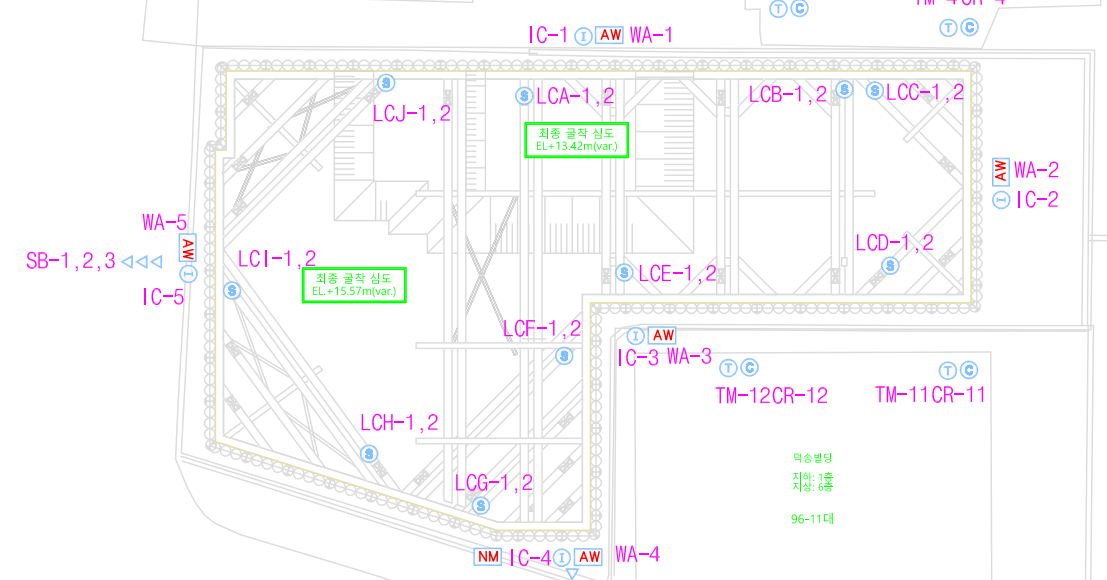 TM-4 CR-4
T C
T C
IC-1 I AW WA-1
S LCJ-1,2
S LCA-1,2
LCB-1,2 S
S LCC-1,2
최종 굴착 심도
EL+13.42m(var.)
AW WA-2
I IC-2
WA-5
AW
SB-1,2,3
I
IC-5
LCI-1,2
S
최종 굴착 심도
EL.+15.57m(var.)
LCD-1,2
S
S LCE-1,2
LCF-1,2
S
I AW
IC-3 WA-3
T C
TM-12CR-12
T C
TM-11CR-11
LCH-1,2
S
LCG-1,2
S
덕송빌딩
지하: 1층
지상: 6층
96-11대
NM IC-4 I AW WA-4